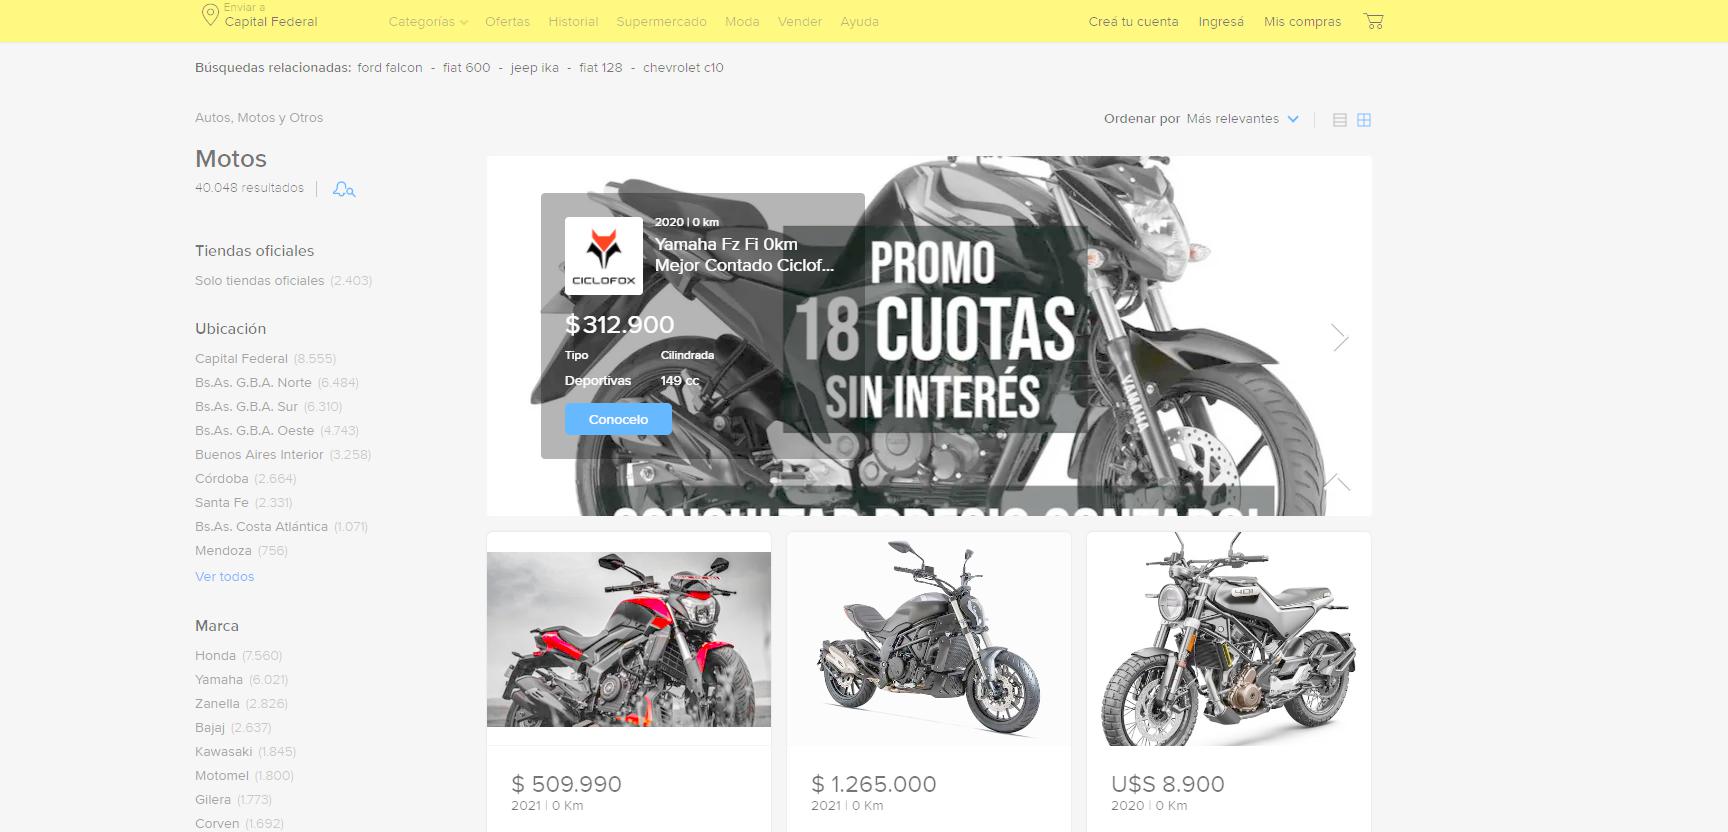 Enviar a
Capital Federal
Categorías Ofertas Historial Supermercado Moda Vender Ayuda
Creá tu cuenta Ingresá Mis compras
Búsquedas relacionadas: ford falcon - fiat 600 - jeep ika - fiat 128 - chevrolet c10
Autos, Motos y Otros
Ordenar por Más relevantes
Motos
40.048 resultados
Tiendas oficiales
Solo tiendas oficiales (2.403)
Ubicación
Capital Federal (8.555)
Bs.As. G.B.A. Norte (6.484)
Bs.As. G.B.A. Sur (6.310)
Bs.As. G.B.A. Oeste (4.743)
Buenos Aires Interior (3.258)
Córdoba (2.664)
Santa Fe (2.331)
Bs.As. Costa Atlántica (1.071)
Mendoza (756)
Ver todos
Marca
Honda (7.560)
Yamaha (6.021)
Zanella (2.826)
Bajaj (2.637)
Kawasaki (1.845)
Motomel (1.800)
Gilera (1.773)
Corven (1.692)
CICLOFOX
2020 | 0 km
Yamaha Fz Fi 0km
Mejor Contado Ciclof...
$ 312.900
Tipo Cilindrada
Deportivas 149 cc
Conocelo
PROMO
18 CUOTAS
SIN INTERÉS
YAMAHA
CONSULTAR PRECIO CONTADO!
401
$ 509.990
2021 | 0 Km
$ 1.265.000
2021 | 0 Km
U$S 8.900
2020 | 0 Km